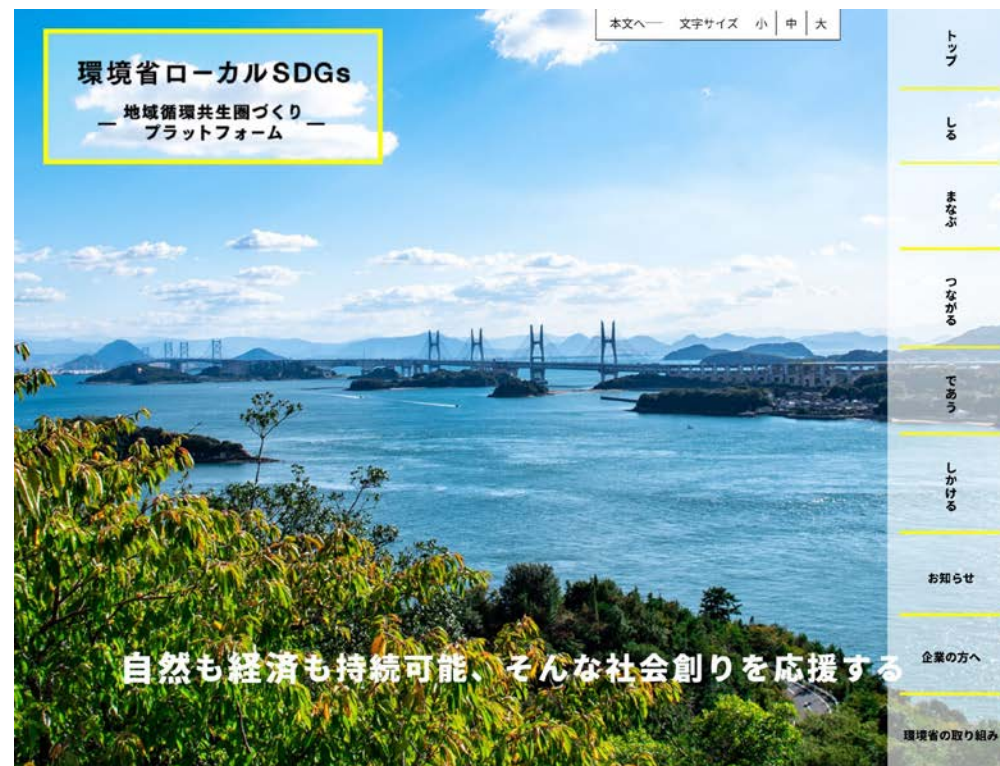 本文へ 文字サイズ 小 中 大
環境省ローカルSDGs
地域循環共生圏づくり
プラットフォーム
トップ
しる
まなぶ
つながる
であう
しかける
お知らせ
企業の方へ
環境省の取り組み
自然も経済も持続可能、そんな社会創りを応援する